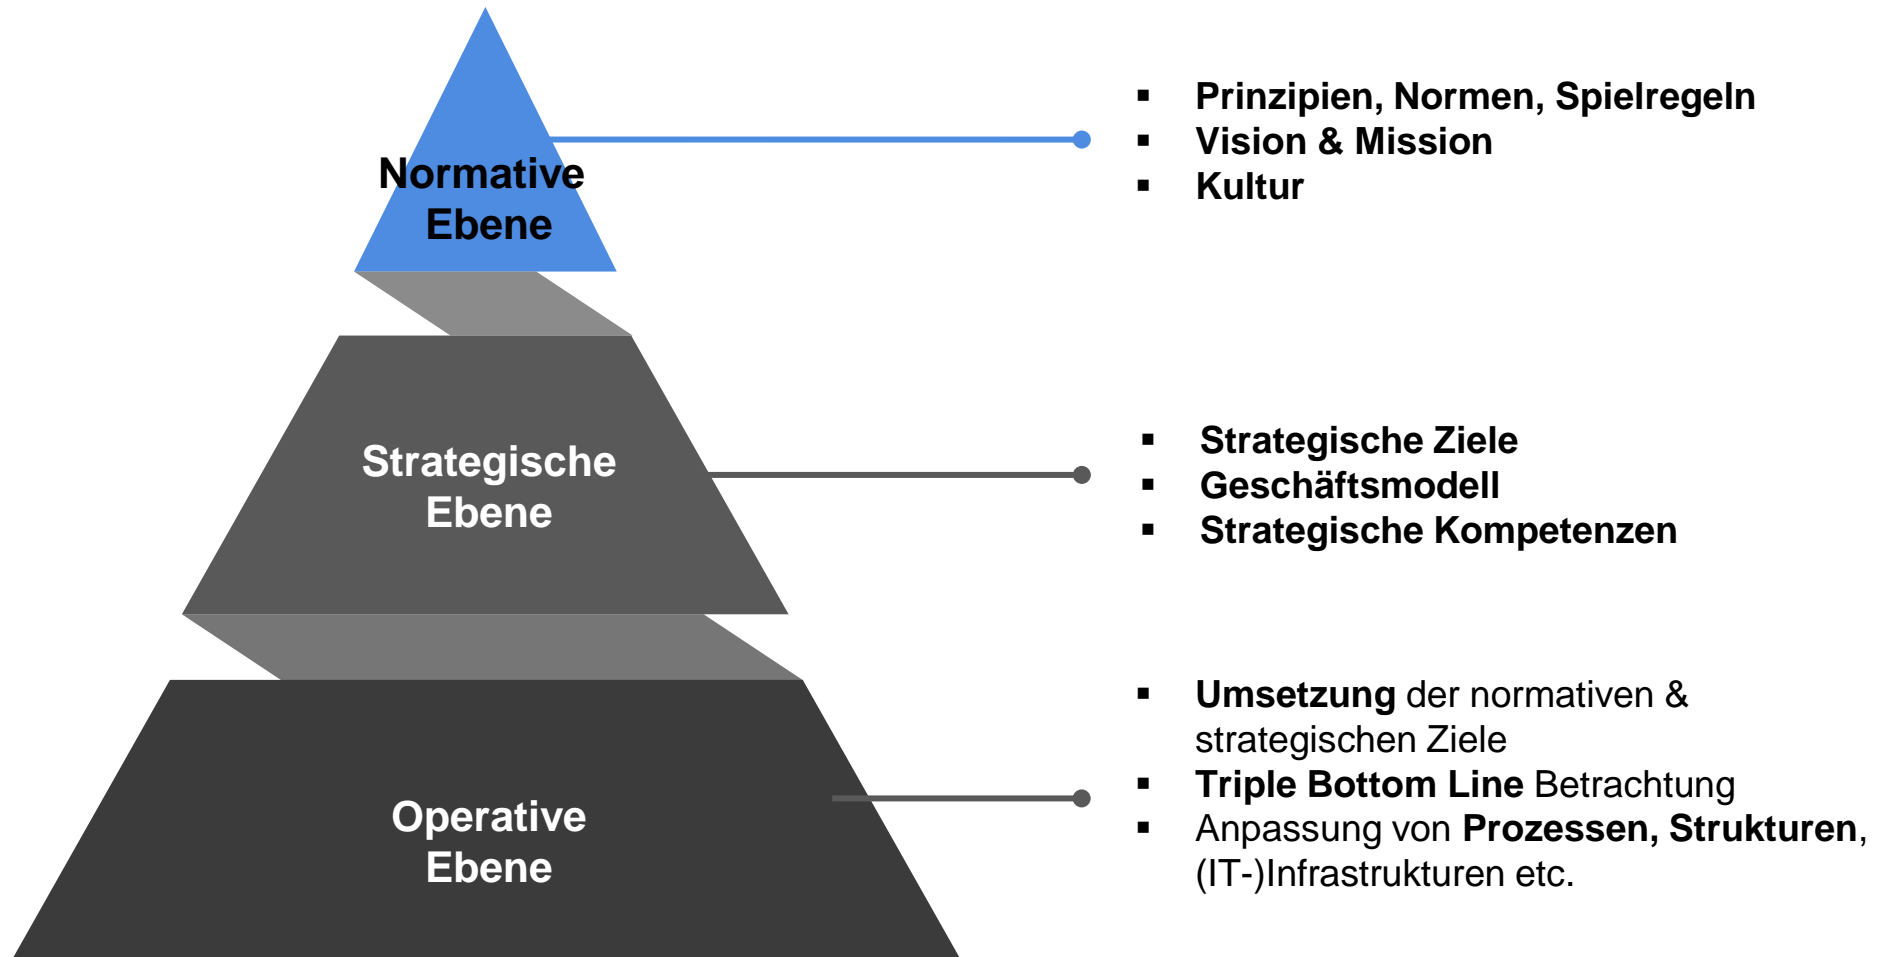 Normative
Ebene
▪ Prinzipien, Normen, Spielregeln
▪ Vision & Mission
▪ Kultur
Strategische
Ebene
▪ Strategische Ziele
▪ Geschäftsmodell
▪ Strategische Kompetenzen
Operative
Ebene
▪ Umsetzung der normativen &
strategischen Ziele
▪ Triple Bottom Line Betrachtung
▪ Anpassung von Prozessen, Strukturen,
(IT-)Infrastrukturen etc.